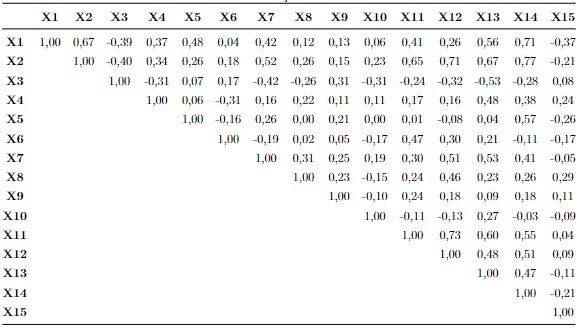 X1 X2 X3 X4 X5 X6 X7 X8 X9 X10 X11 X12 X13 X14 X15
X1 1,00 0,67 -0,39 0,37 0,48 0,04 0,42 0,12 0,13 0,06 0,41 0,26 0,56 0,71 -0,37
X2 1,00 -0,40 0,34 0,26 0,18 0,52 0,26 0,15 0,23 0,65 0,71 0,67 0,77 -0,21
X3 1,00 -0,31 0,07 0,17 -0,42 -0,26 0,31 -0,31 -0,24 -0,32 -0,53 -0,28 0,08
X4 1,00 0,06 -0,31 0,16 0,22 0,11 0,11 0,17 0,16 0,48 0,38 0,24
X5 1,00 -0,16 0,26 0,00 0,21 0,00 0,01 -0,08 0,04 0,57 -0,26
X6 1,00 -0,19 0,02 0,05 -0,17 0,47 0,30 0,21 -0,11 -0,17
X7 1,00 0,31 0,25 0,19 0,30 0,51 0,53 0,41 -0,05
X8 1,00 0,23 -0,15 0,24 0,46 0,23 0,26 0,29
X9 1,00 -0,10 0,24 0,18 0,09 0,18 0,11
X10 1,00 -0,11 -0,13 0,27 -0,03 -0,09
X11 1,00 0,73 0,60 0,55 0,04
X12 1,00 0,48 0,51 0,09
X13 1,00 0,47 -0,11
X14 1,00 -0,21
X15 1,00